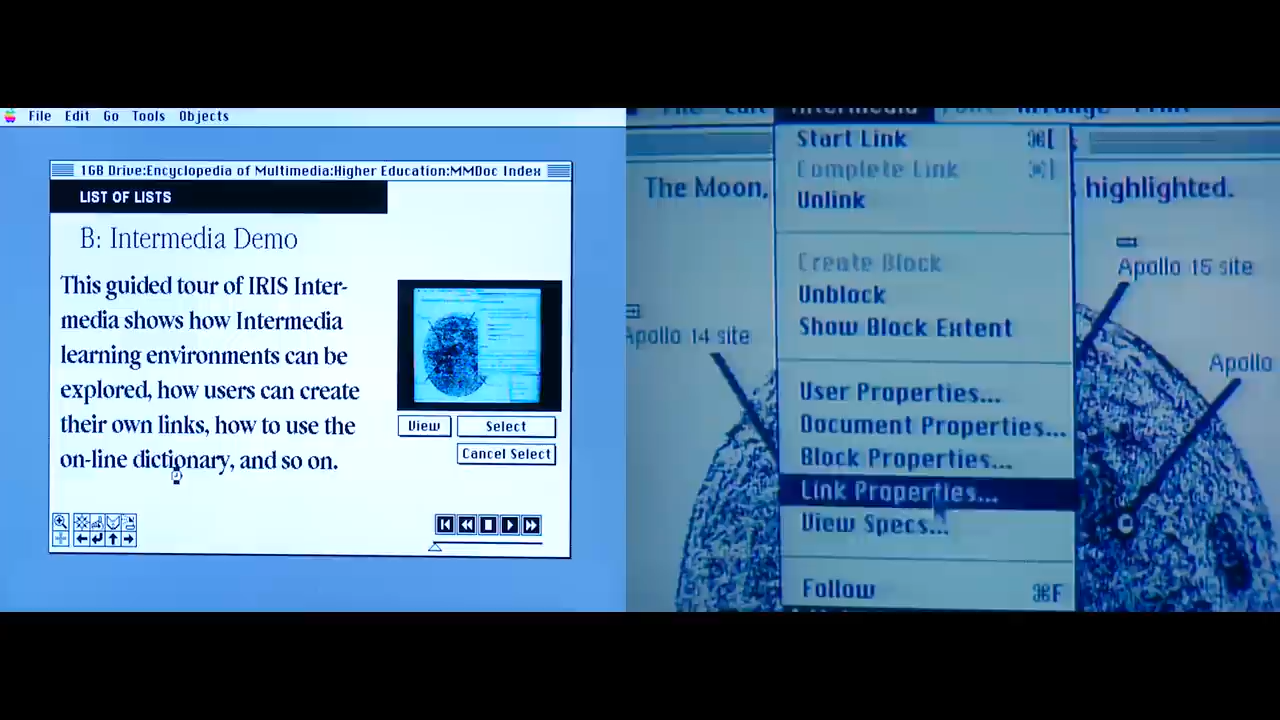 File Edit Go Tools Objects
1GB Drive:Encyclopedia of Multimedia:Higher Education:MMDoc Index
LIST OF LISTS
B: Intermedia Demo
This guided tour of IRIS Inter-
media shows how Intermedia
learning environments can be
explored, how users can create
their own links, how to use the
on-line dictionary, and so on.
View
Select
Cancel Select
Intermedia
Start Link ⌘[
Complete Link ⌘]
Unlink
Create Block
Unblock
Show Block Extent
User Properties...
Document Properties...
Block Properties...
Link Properties...
View Specs...
Follow ⌘F
The Moon,
highlighted.
Apollo 15 site
Apollo 14 site
Apollo